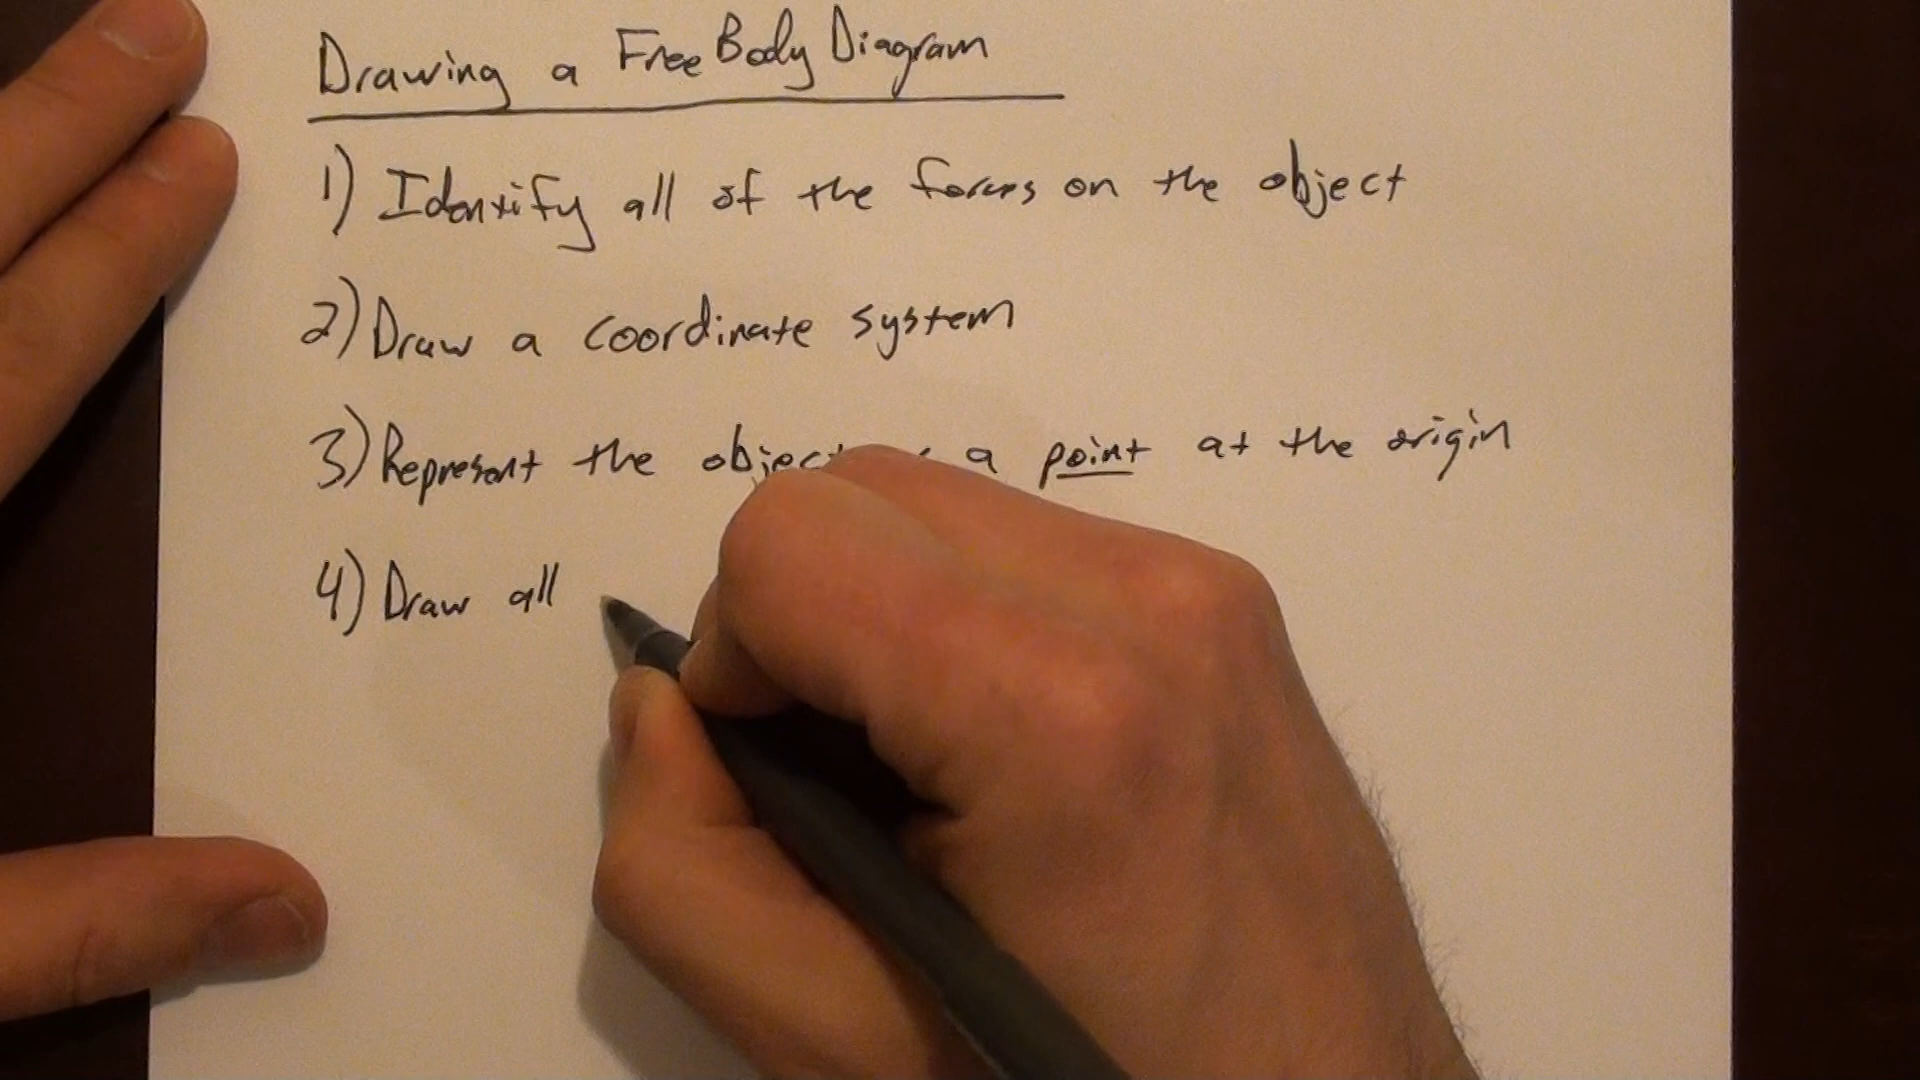 Drawing a Free Body Diagram
1) Identify all of the forces on the object
2) Draw a coordinate system
3) Represent the object a point at the origin
4) Draw all